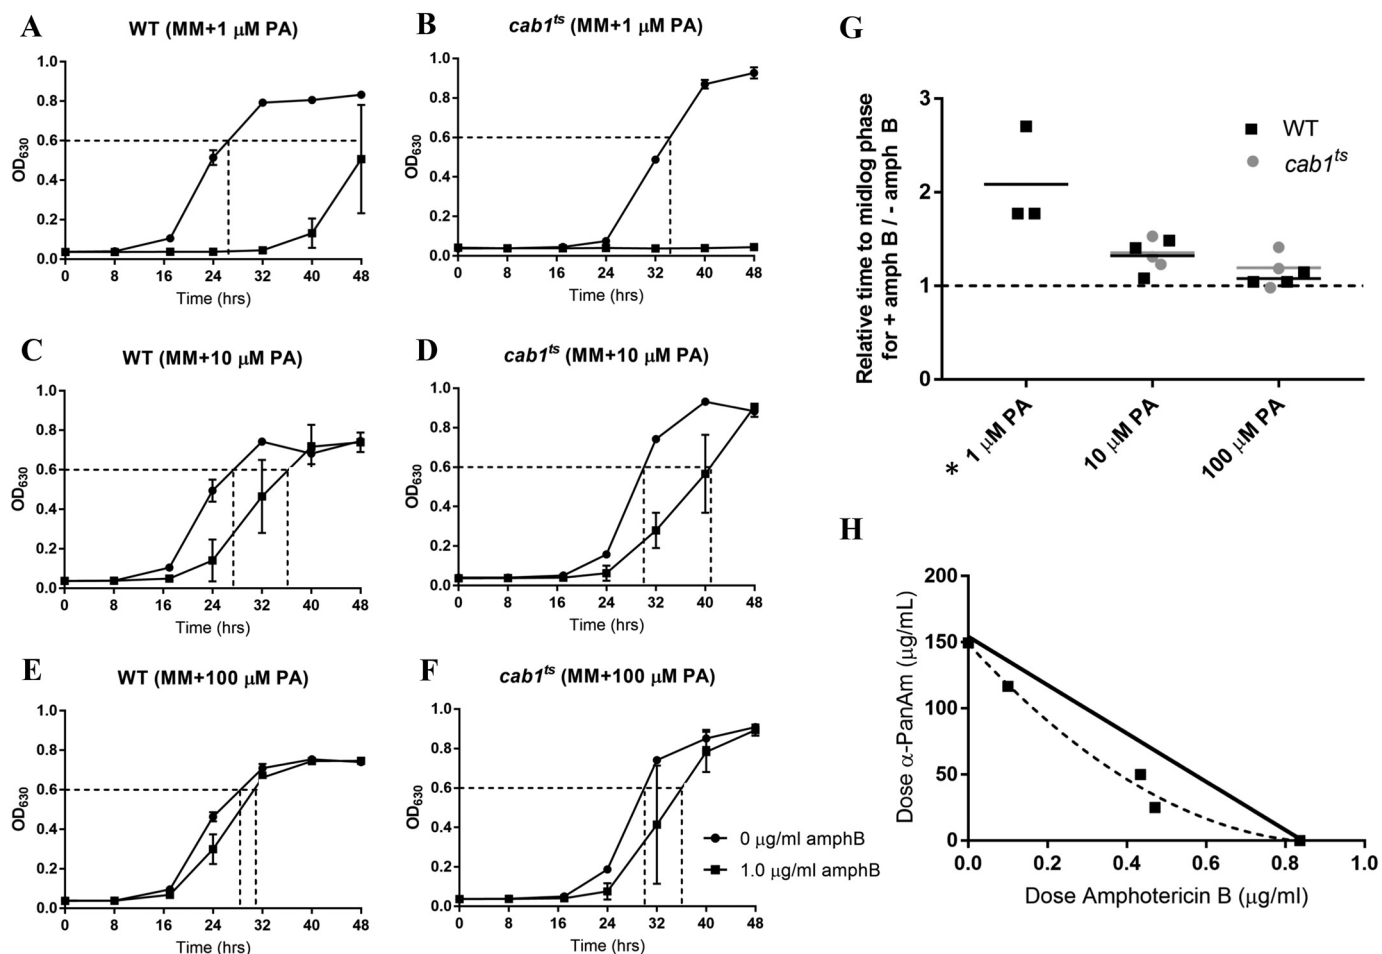 A
WT (MM+1 μM PA)
OD630
1.0
0.8
0.6
0.4
0.2
0.0
0 8 16 24 32 40 48
Time (hrs)
B
cab1ts (MM+1 μM PA)
OD630
1.0
0.8
0.6
0.4
0.2
0.0
0 8 16 24 32 40 48
Time (hrs)
C
WT (MM+10 μM PA)
OD630
1.0
0.8
0.6
0.4
0.2
0.0
0 8 16 24 32 40 48
Time (hrs)
D
cab1ts (MM+10 μM PA)
OD630
1.0
0.8
0.6
0.4
0.2
0.0
0 8 16 24 32 40 48
Time (hrs)
E
WT (MM+100 μM PA)
OD630
1.0
0.8
0.6
0.4
0.2
0.0
0 8 16 24 32 40 48
Time (hrs)
F
cab1ts (MM+100 μM PA)
OD630
1.0
0.8
0.6
0.4
0.2
0.0
0 8 16 24 32 40 48
Time (hrs)
0 μg/ml amphB
1.0 μg/ml amphB
G
Relative time to midlog phase
for + amph B / - amph B
3
2
1
0
WT
cab1ts
* 1 μM PA
10 μM PA
100 μM PA
H
Dose α-PanAm (μg/mL)
200
150
100
50
0
0.0 0.2 0.4 0.6 0.8 1.0
Dose Amphotericin B (μg/ml)